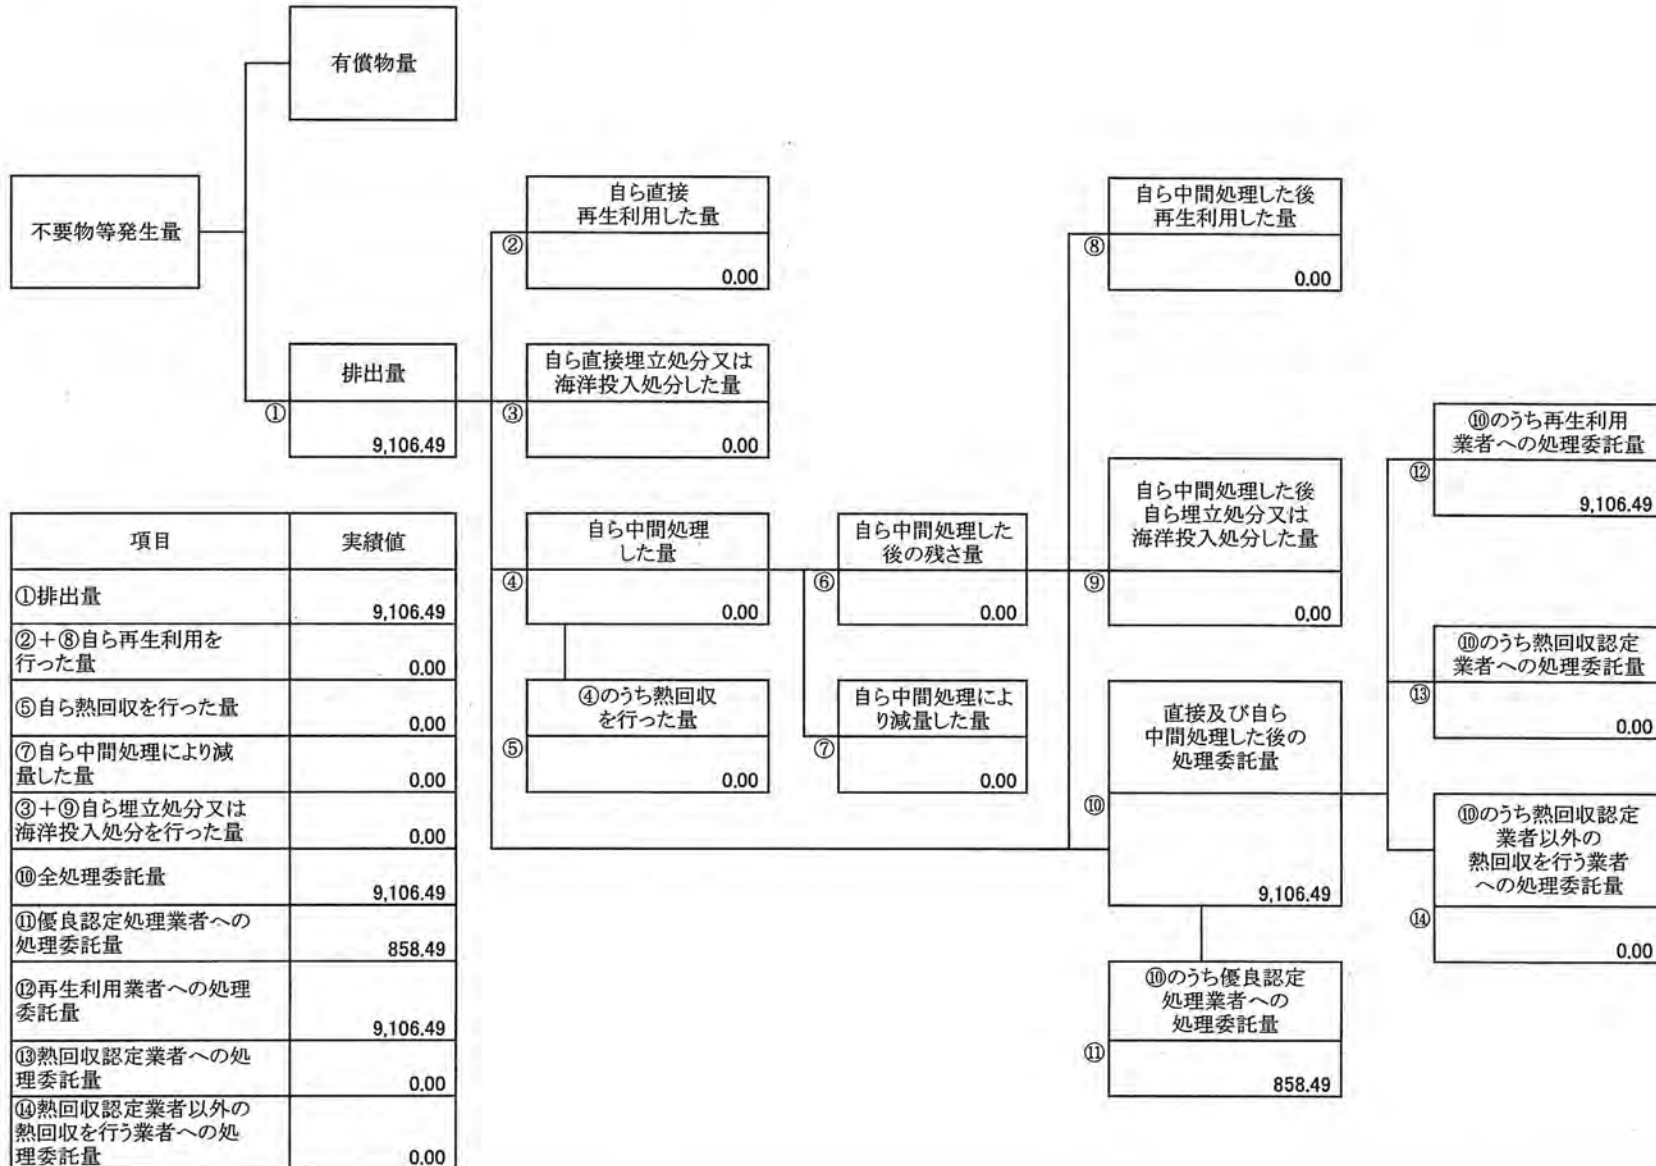 有償物量
不要物等発生量
排出量
①
9,106.49
自ら直接
再生利用した量
②
0.00
自ら直接埋立処分又は
海洋投入処分した量
③
0.00
自ら中間処理
した量
④
0.00
④のうち熱回収
を行った量
⑤
0.00
自ら中間処理した
後の残さ量
⑥
0.00
自ら中間処理によ
り減量した量
⑦
0.00
自ら中間処理した後
再生利用した量
⑧
0.00
自ら中間処理した後
自ら埋立処分又は
海洋投入処分した量
⑨
0.00
直接及び自ら
中間処理した後の
処理委託量
⑩
9,106.49
⑩のうち優良認定
処理業者への
処理委託量
⑪
858.49
⑩のうち再生利用
業者への処理委託量
⑫
9,106.49
⑩のうち熱回収認定
業者への処理委託量
⑬
0.00
⑩のうち熱回収認定
業者以外の
熱回収を行う業者
への処理委託量
⑭
0.00
項目 実績値
①排出量
9,106.49
②+⑧自ら再生利用を
行った量
0.00
⑤自ら熱回収を行った量
0.00
⑦自ら中間処理により減
量した量
0.00
③+⑨自ら埋立処分又は
海洋投入処分を行った量
0.00
⑩全処理委託量
9,106.49
⑪優良認定処理業者への
処理委託量
858.49
⑫再生利用業者への処理
委託量
9,106.49
⑬熱回収認定業者への処
理委託量
0.00
⑭熱回収認定業者以外の
熱回収を行う業者への処
理委託量
0.00